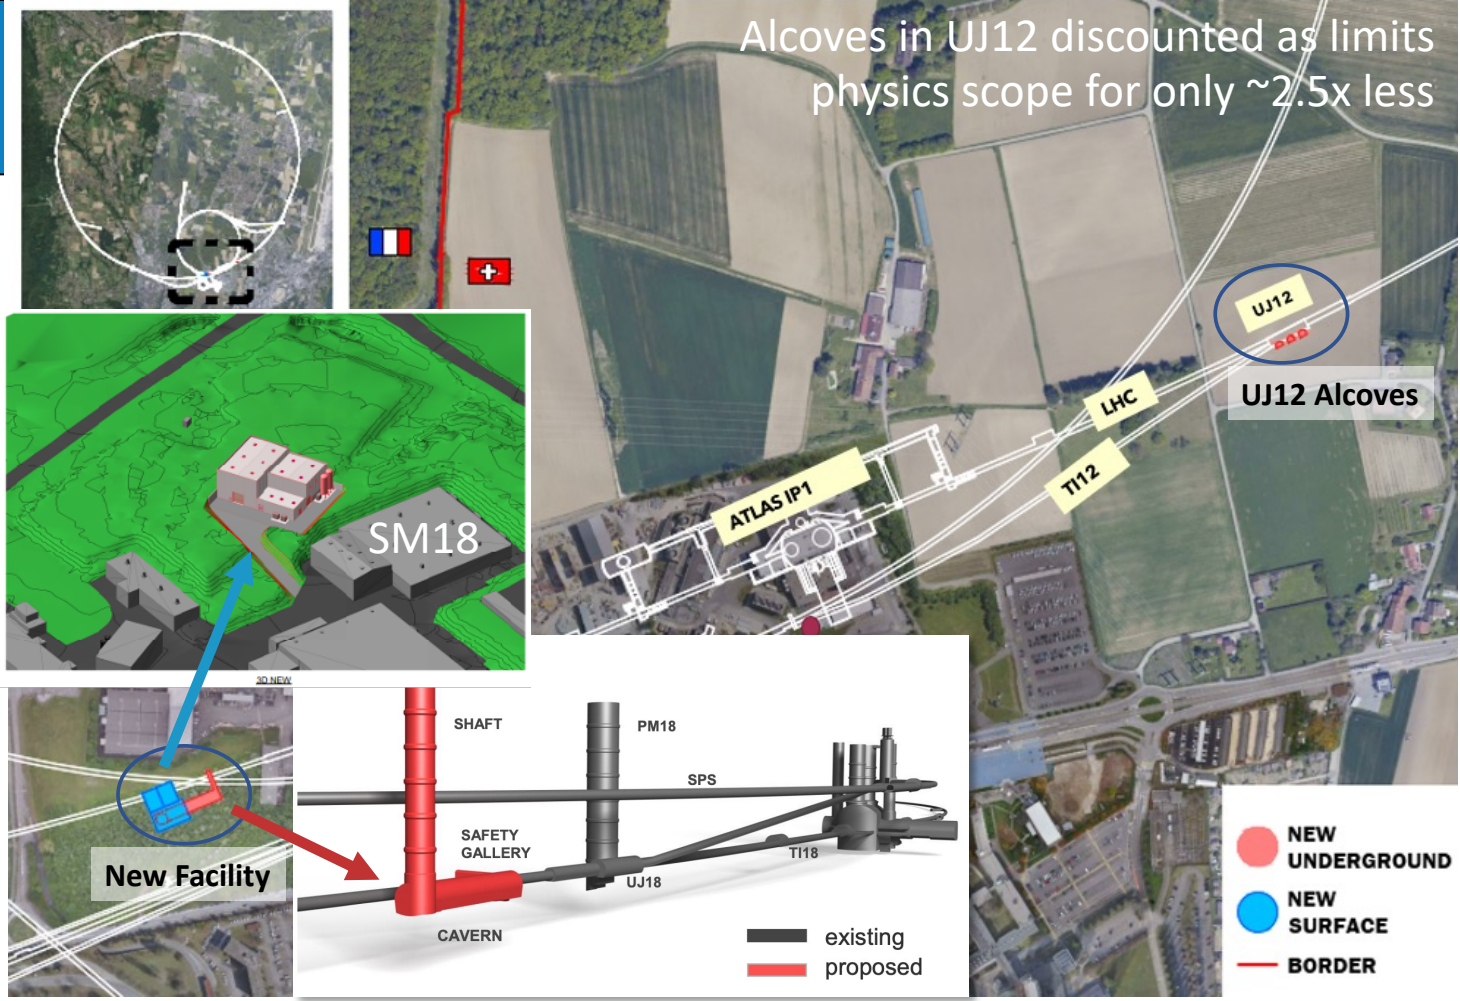 Alcoves in UJ12 discounted as limits
physics scope for only ~2.5x less
UJ12
UJ12 Alcoves
LHC
TI12
ATLAS IP1
SM18
3D NEW
New Facility
SHAFT
PM18
SPS
SAFETY
GALLERY
TI18
UJ18
CAVERN
existing
proposed
NEW
UNDERGROUND
NEW
SURFACE
BORDER